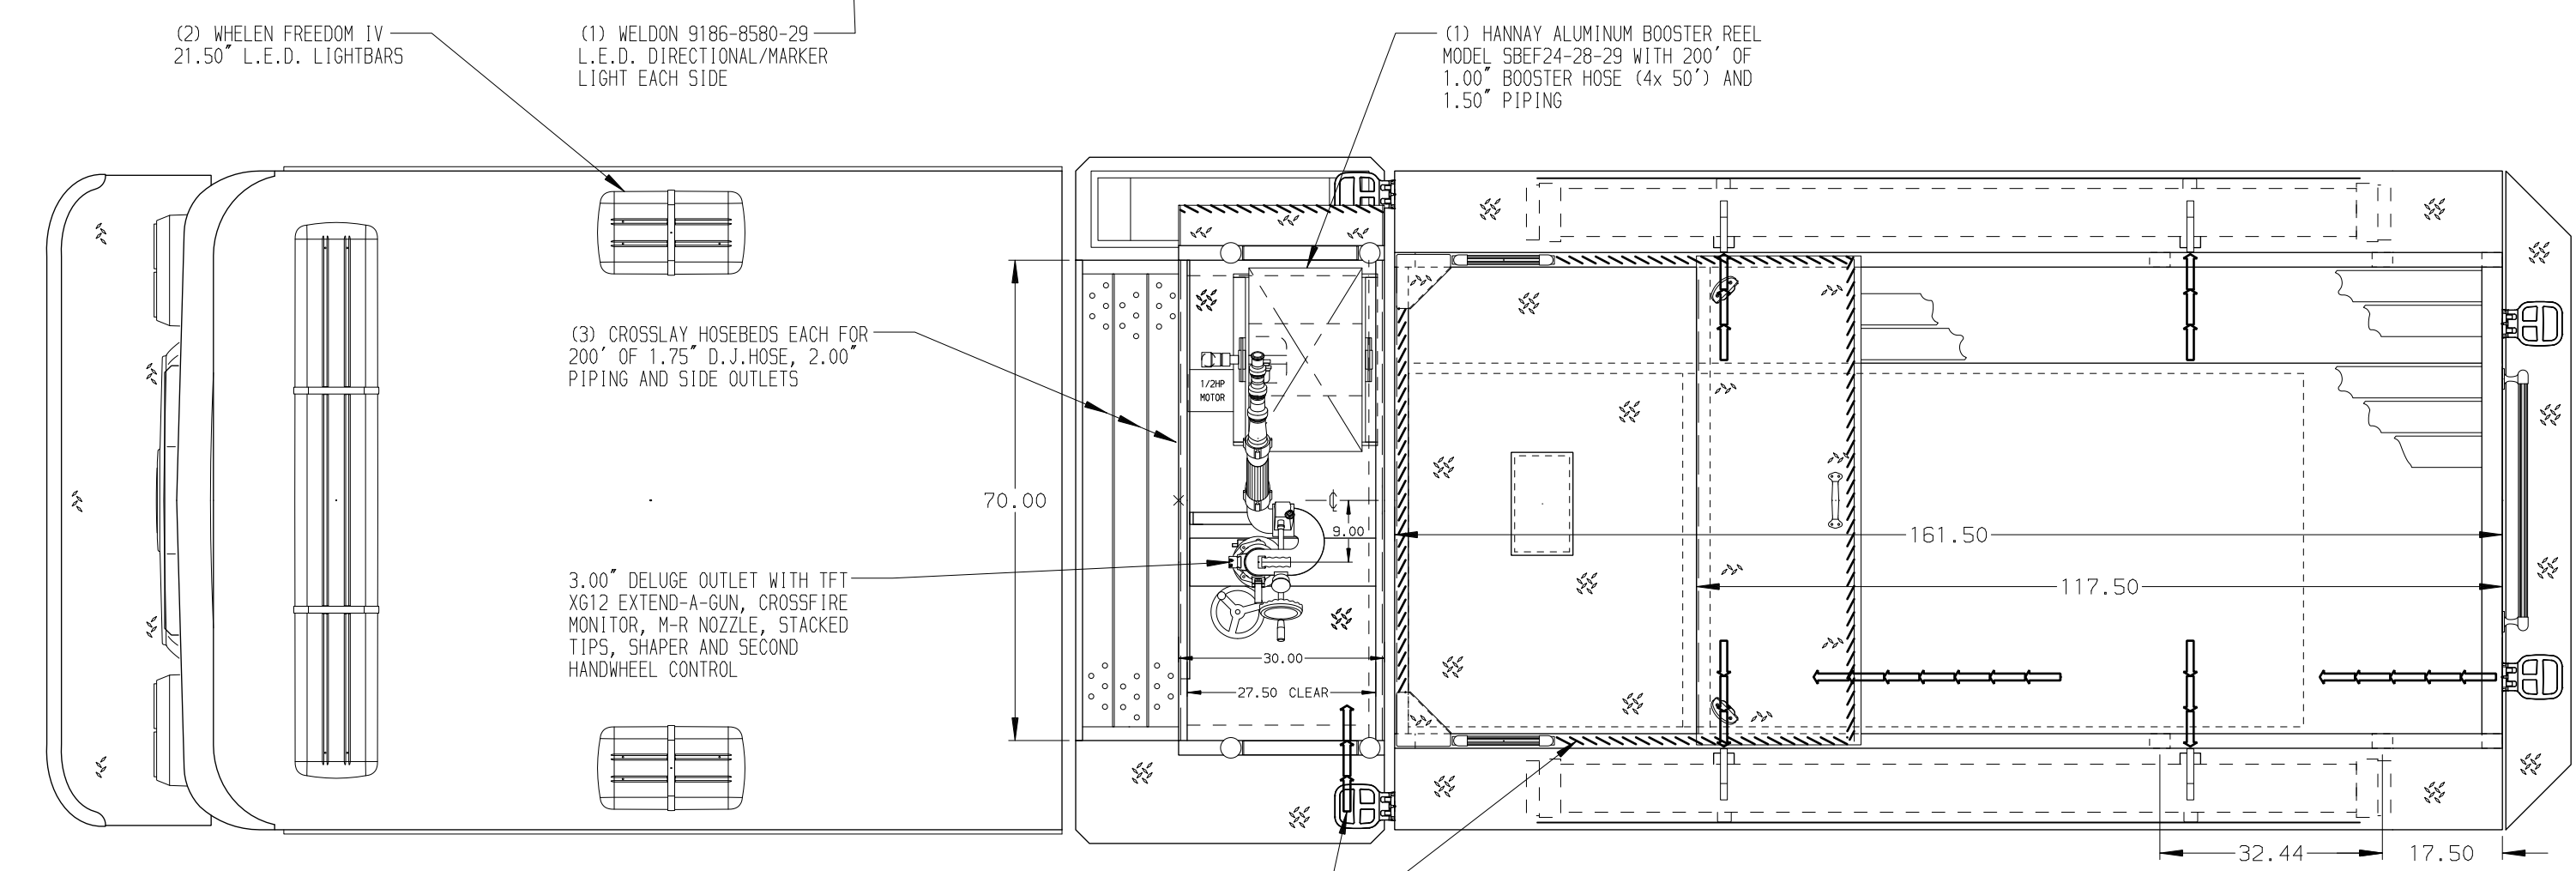 (2) WHELEN FREEDOM IV
21.50" L.E.D. LIGHTBARS
(1) WELDON 9186-8580-29
L.E.D. DIRECTIONAL/MARKER
LIGHT EACH SIDE
(1) HANNAY ALUMINUM BOOSTER REEL
MODEL SBEF24-28-29 WITH 200' OF
1.00" BOOSTER HOSE (4x 50') AND
1.50" PIPING
(3) CROSSLAY HOSEBEDS EACH FOR
200' OF 1.75" D.J.HOSE, 2.00"
PIPING AND SIDE OUTLETS
1/2HP
MOTOR
70.00
℄
9.00
161.50
117.50
3.00" DELUGE OUTLET WITH TFT
XG12 EXTEND-A-GUN, CROSSFIRE
MONITOR, M-R NOZZLE, STACKED
TIPS, SHAPER AND SECOND
HANDWHEEL CONTROL
30.00
27.50 CLEAR
32.44
17.50